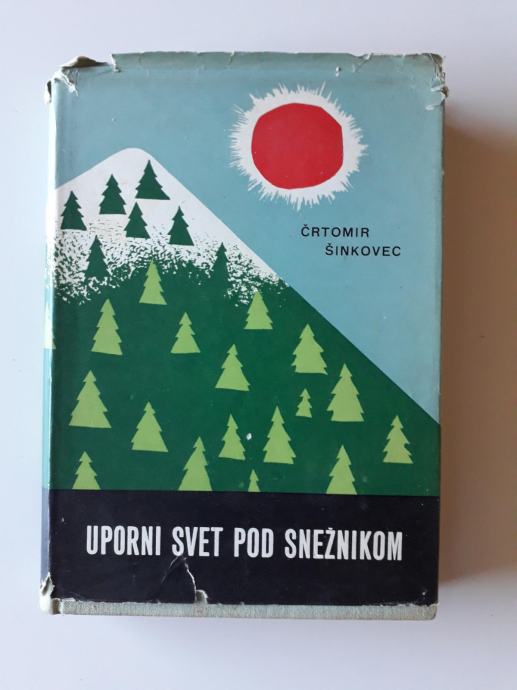 ČRTOMIR
ŠINKOVEC
UPORNI SVET POD SNEŽNIKOM